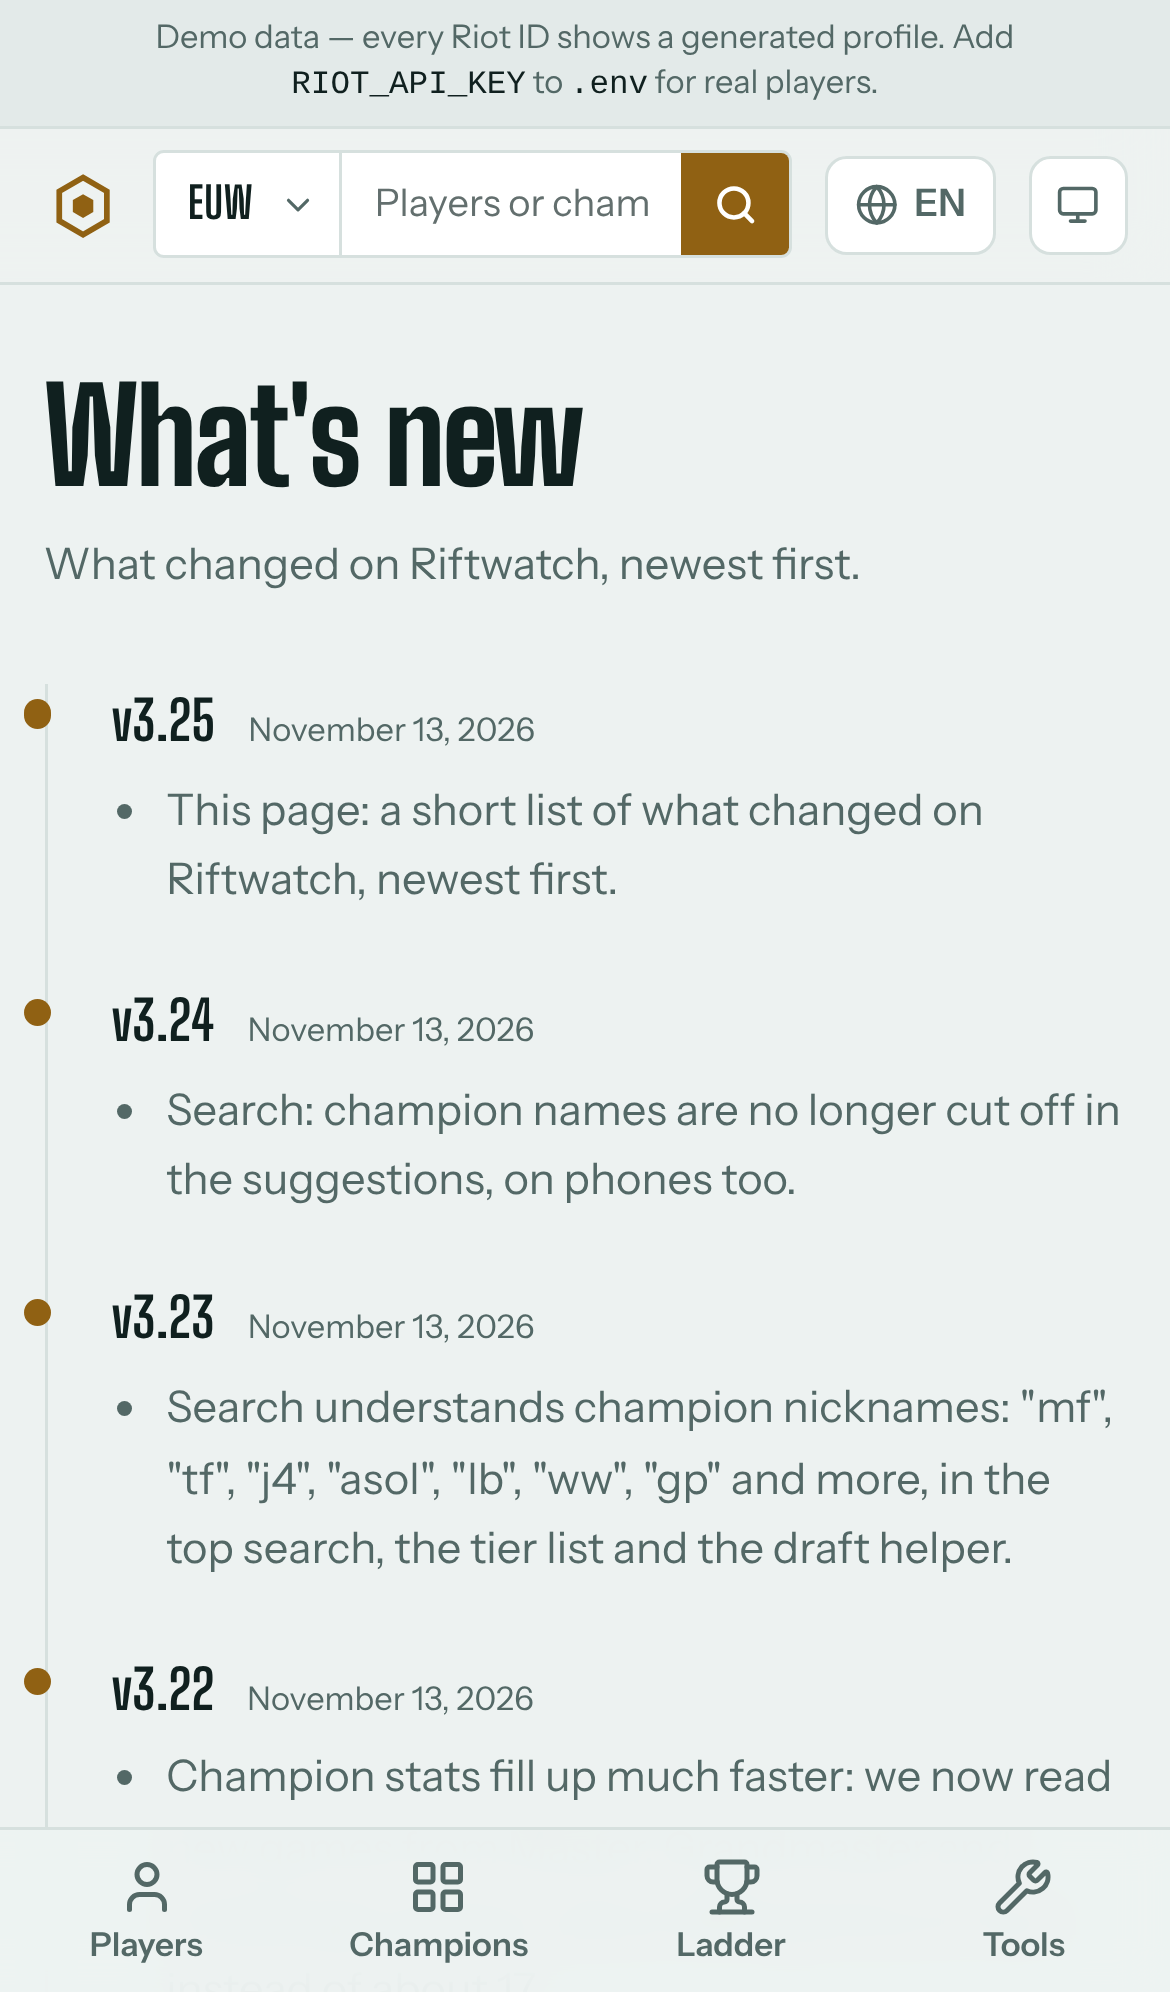 Demo data — every Riot ID shows a generated profile. Add
RIOT_API_KEY to .env for real players.
EUW
Players or cham
EN
What's new
What changed on Riftwatch, newest first.
v3.25 November 13, 2026
• This page: a short list of what changed on
Riftwatch, newest first.
v3.24 November 13, 2026
• Search: champion names are no longer cut off in
the suggestions, on phones too.
v3.23 November 13, 2026
• Search understands champion nicknames: "mf",
"tf", "j4", "asol", "lb", "ww", "gp" and more, in the
top search, the tier list and the draft helper.
v3.22 November 13, 2026
• Champion stats fill up much faster: we now read
Players
Champions
Ladder
Tools
instead of about 17